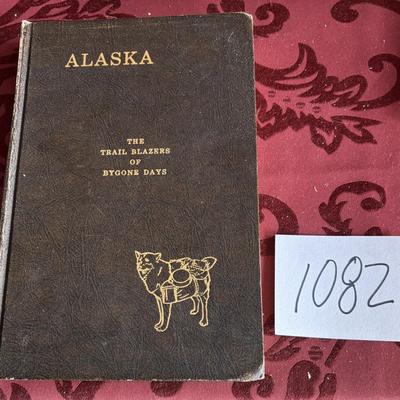 ALASKA
THE
TRAIL BLAZERS
OF
BYGONE DAYS
1082